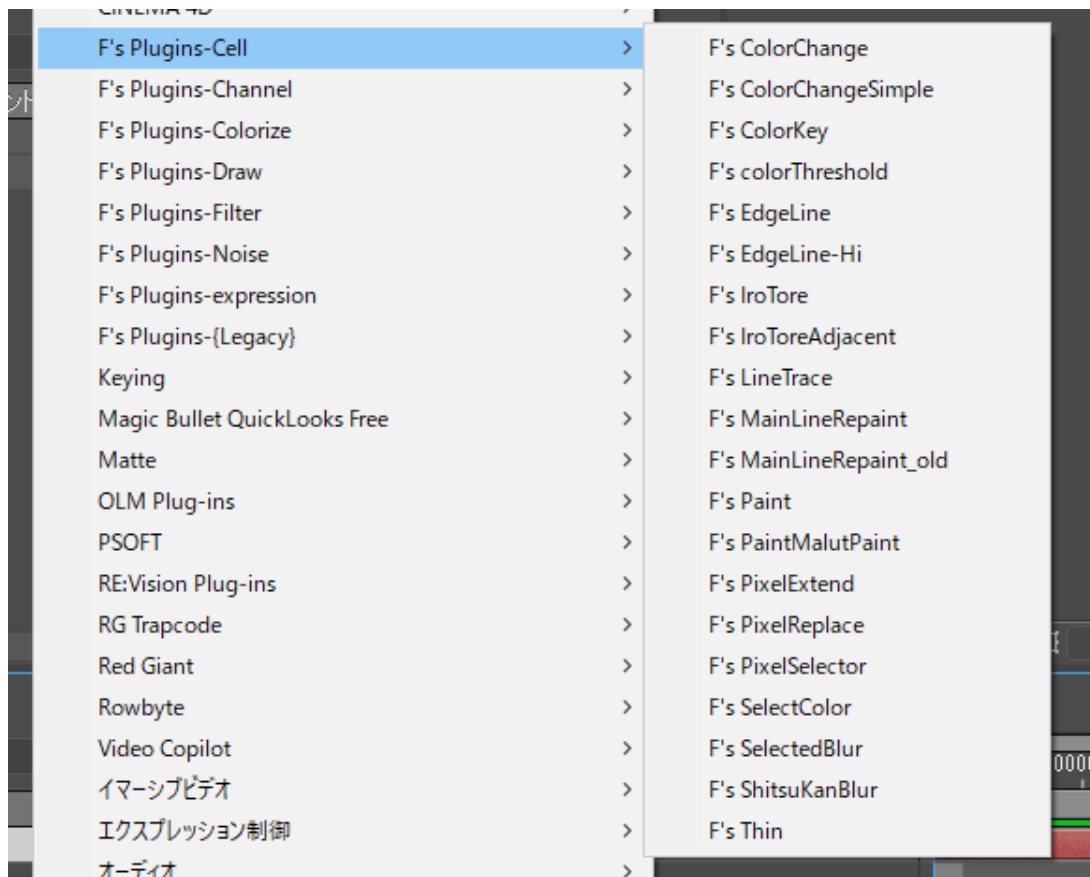 CINEMA 4D
F's Plugins-Cell
F's Plugins-Channel
F's Plugins-Colorize
F's Plugins-Draw
F's Plugins-Filter
F's Plugins-Noise
F's Plugins-expression
F's Plugins-{Legacy}
Keying
Magic Bullet QuickLooks Free
Matte
OLM Plug-ins
PSOFT
RE:Vision Plug-ins
RG Trapcode
Red Giant
Rowbyte
Video Copilot
イマーシブビデオ
エクスプレッション制御
オーディオ
F's ColorChange
F's ColorChangeSimple
F's ColorKey
F's colorThreshold
F's EdgeLine
F's EdgeLine-Hi
F's IroTore
F's IroToreAdjacent
F's LineTrace
F's MainLineRepaint
F's MainLineRepaint_old
F's Paint
F's PaintMalutPaint
F's PixelExtend
F's PixelReplace
F's PixelSelector
F's SelectColor
F's SelectedBlur
F's ShitsuKanBlur
F's Thin